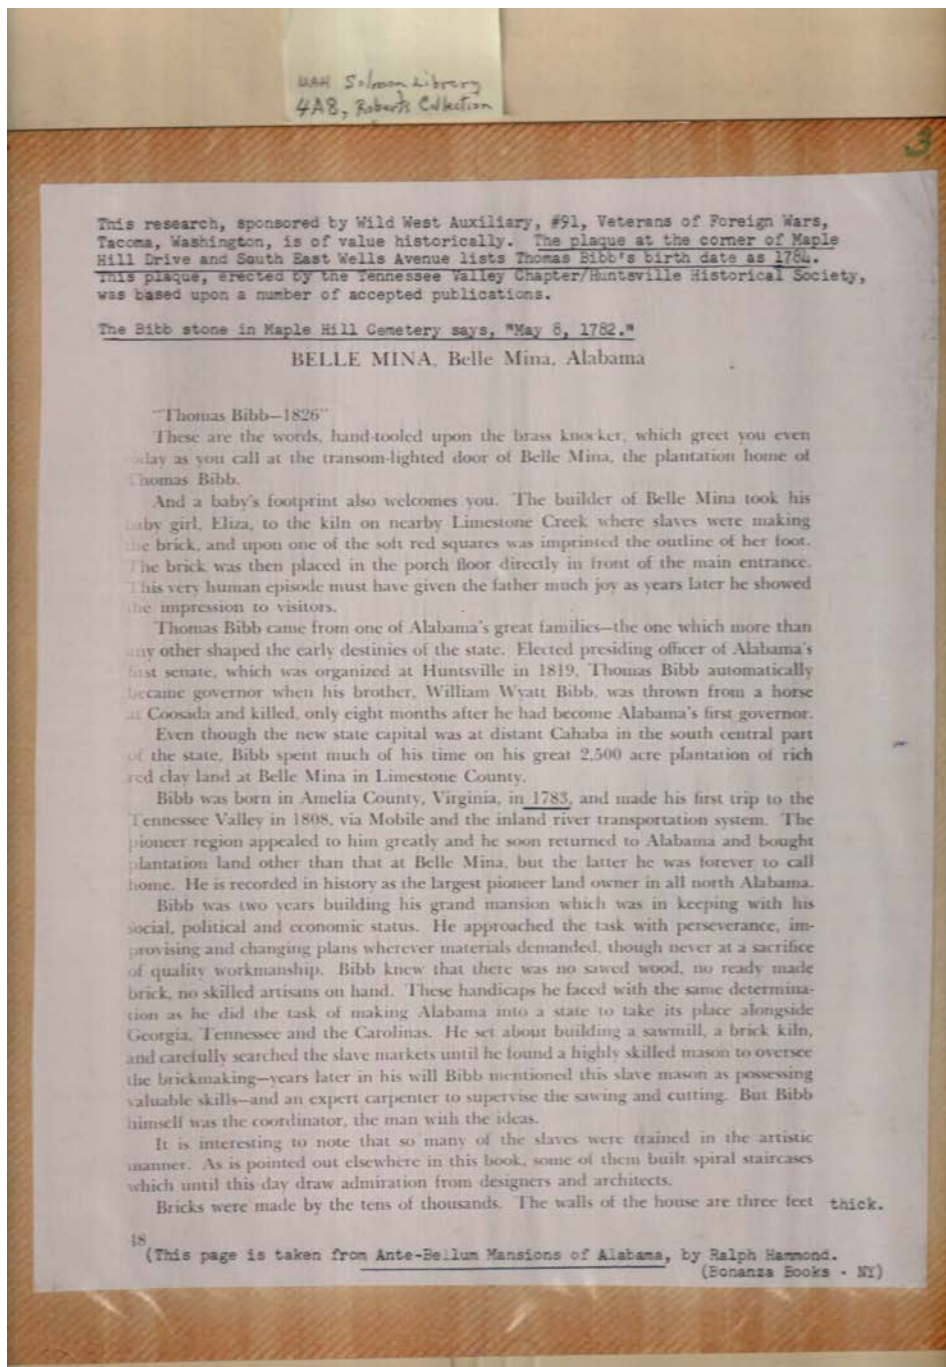 UAH Salmon Library
4A8, Roberts Collection
3
This research, sponsored by Wild West Auxiliary, #91, Veterans of Foreign Wars,
Tacoma, Washington, is of value historically. The plaque at the corner of Maple
Hill Drive and South East Wells Avenue lists Thomas Bibb's birth date as 1784.
This plaque, erected by the Tennessee Valley Chapter/Huntsville Historical Society,
was based upon a number of accepted publications.
The Bibb stone in Maple Hill Cemetery says, "May 8, 1782."
BELLE MINA, Belle Mina, Alabama
"Thomas Bibb—1826"
These are the words, hand-tooled upon the brass knocker, which greet you even
oday as you call at the transom-lighted door of Belle Mina, the plantation home of
Thomas Bibb.
And a baby's footprint also welcomes you. The builder of Belle Mina took his
baby girl, Eliza, to the kiln on nearby Limestone Creek where slaves were making
the brick, and upon one of the soft red squares was imprinted the outline of her foot.
The brick was then placed in the porch floor directly in front of the main entrance.
This very human episode must have given the father much joy as years later he showed
the impression to visitors.
Thomas Bibb came from one of Alabama's great families—the one which more than
any other shaped the early destinies of the state. Elected presiding officer of Alabama's
first senate, which was organized at Huntsville in 1819, Thomas Bibb automatically
became governor when his brother, William Wyatt Bibb, was thrown from a horse
at Coosada and killed, only eight months after he had become Alabama's first governor.
Even though the new state capital was at distant Cahaba in the south central part
of the state, Bibb spent much of his time on his great 2,500 acre plantation of rich
red clay land at Belle Mina in Limestone County.
Bibb was born in Amelia County, Virginia, in 1783, and made his first trip to the
Tennessee Valley in 1808, via Mobile and the inland river transportation system. The
pioneer region appealed to him greatly and he soon returned to Alabama and bought
plantation land other than that at Belle Mina, but the latter he was forever to call
home. He is recorded in history as the largest pioneer land owner in all north Alabama.
Bibb was two years building his grand mansion which was in keeping with his
social, political and economic status. He approached the task with perseverance, im-
provising and changing plans wherever materials demanded, though never at a sacrifice
of quality workmanship. Bibb knew that there was no sawed wood, no ready made
brick, no skilled artisans on hand. These handicaps he faced with the same determina-
tion as he did the task of making Alabama into a state to take its place alongside
Georgia, Tennessee and the Carolinas. He set about building a sawmill, a brick kiln,
and carefully searched the slave markets until he found a highly skilled mason to oversee
the brickmaking—years later in his will Bibb mentioned this slave mason as possessing
valuable skills—and an expert carpenter to supervise the sawing and cutting. But Bibb
himself was the coordinator, the man with the ideas.
It is interesting to note that so many of the slaves were trained in the artistic
manner. As is pointed out elsewhere in this book, some of them built spiral staircases
which until this day draw admiration from designers and architects.
Bricks were made by the tens of thousands. The walls of the house are three feet thick.
48
(This page is taken from Ante-Bellum Mansions of Alabama, by Ralph Hammond.
(Bonanza Books - NY)